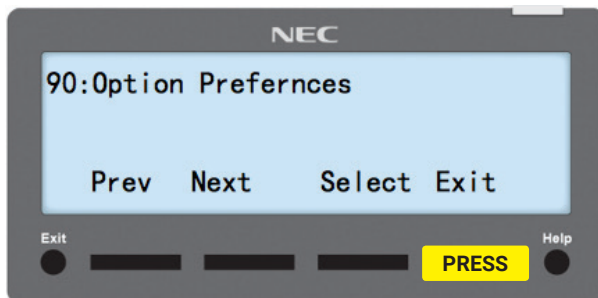 NEC
90:Option Prefernces
Prev Next Select Exit
Exit Help
PRESS